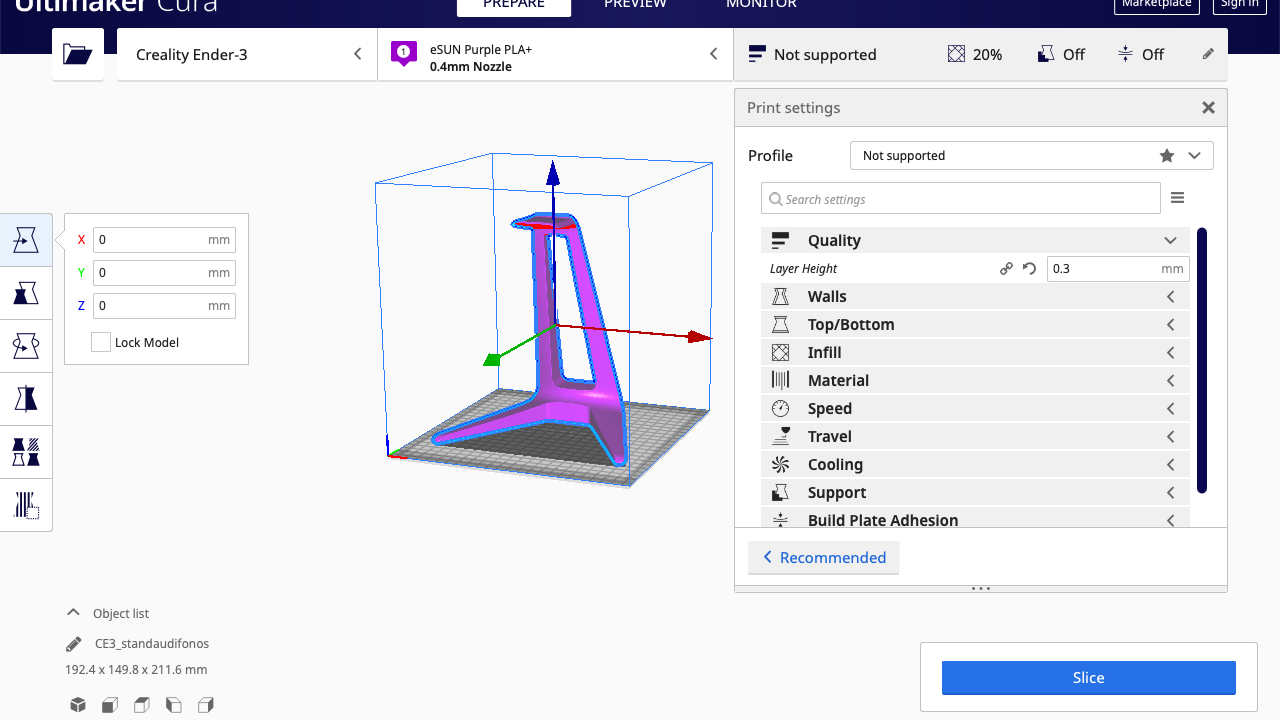 Ultimaker Cura
PREPARE
PREVIEW
MONITOR
Marketplace
Sign in
Creality Ender-3
1
eSUN Purple PLA+
0.4mm Nozzle
Not supported
20%
Off
Off
Print settings
Profile
Not supported
Search settings
Quality
Layer Height
0.3 mm
Walls
Top/Bottom
Infill
Material
Speed
Travel
Cooling
Support
Build Plate Adhesion
Recommended
X 0 mm
Y 0 mm
Z 0 mm
Lock Model
Object list
CE3_standaudifonos
192.4 x 149.8 x 211.6 mm
Slice